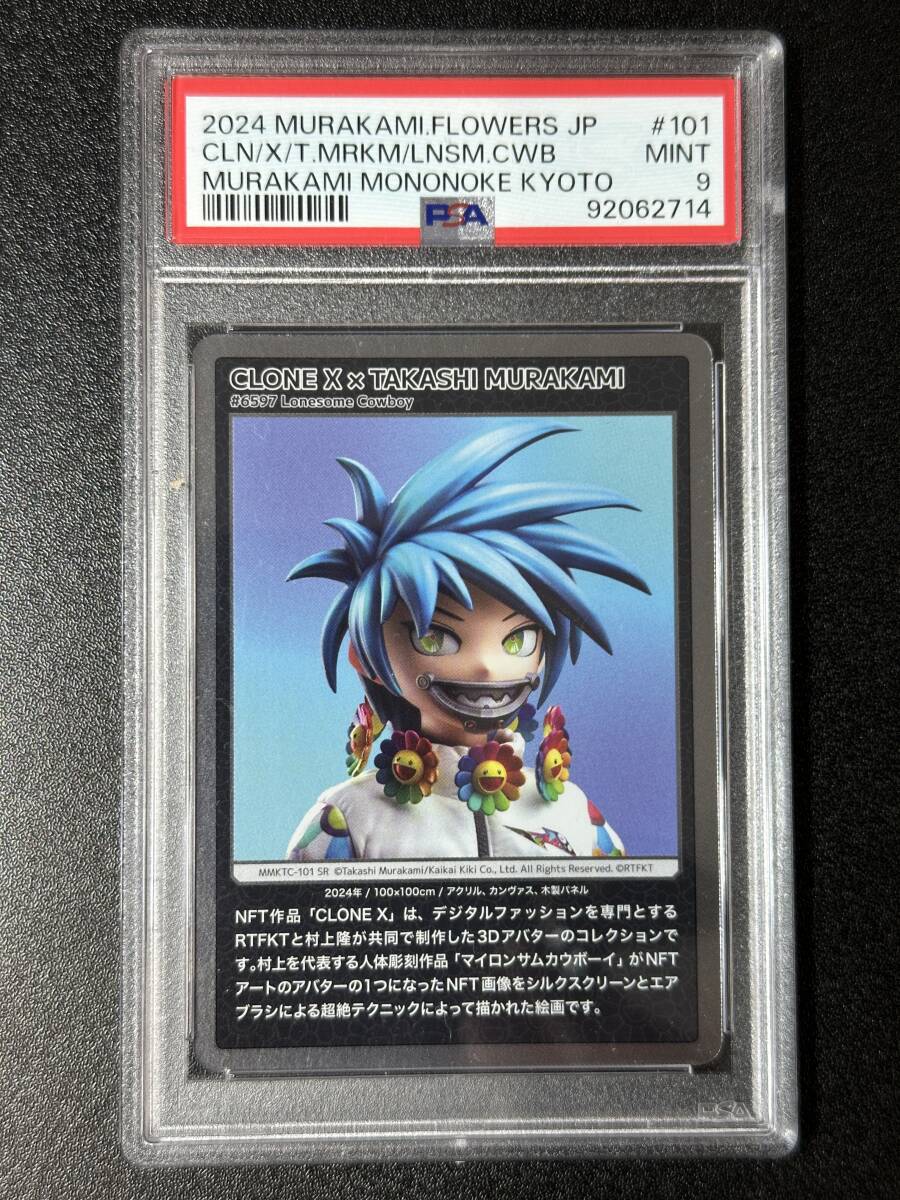 2024 MURAKAMI.FLOWERS JP #101
CLN/X/T.MRKM/LNSM.CWB MINT
MURAKAMI MONONOKE KYOTO 9
PSA 92062714
CLONE X × TAKASHI MURAKAMI
#6597 Lonesome Cowboy
MMKTC-101 SR ©Takashi Murakami/Kaikai Kiki Co., Ltd. All Rights Reserved. ©RTFKT
2024年 / 100×100cm / アクリル、カンヴァス、木製パネル
NFT作品「CLONE X」は、デジタルファッションを専門とする
RTFKTと村上隆が共同で制作した3Dアバターのコレクションで
す。村上を代表する人体彫刻作品「マイロンサムカウボーイ」がNFT
アートのアバターの1つになったNFT画像をシルクスクリーンとエア
ブラシによる超絶テクニックによって描かれた絵画です。
PSA